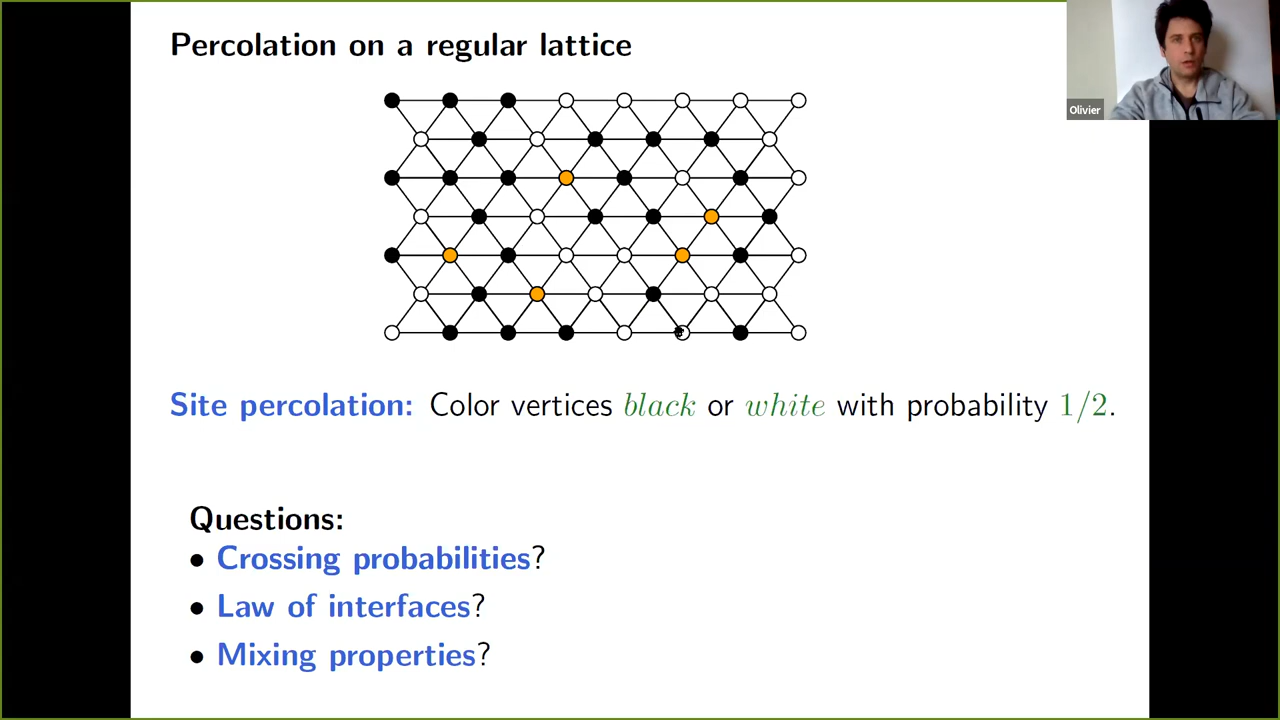 Percolation on a regular lattice
Olivier
Site percolation: Color vertices black or white with probability 1/2.
Questions:
• Crossing probabilities?
• Law of interfaces?
• Mixing properties?